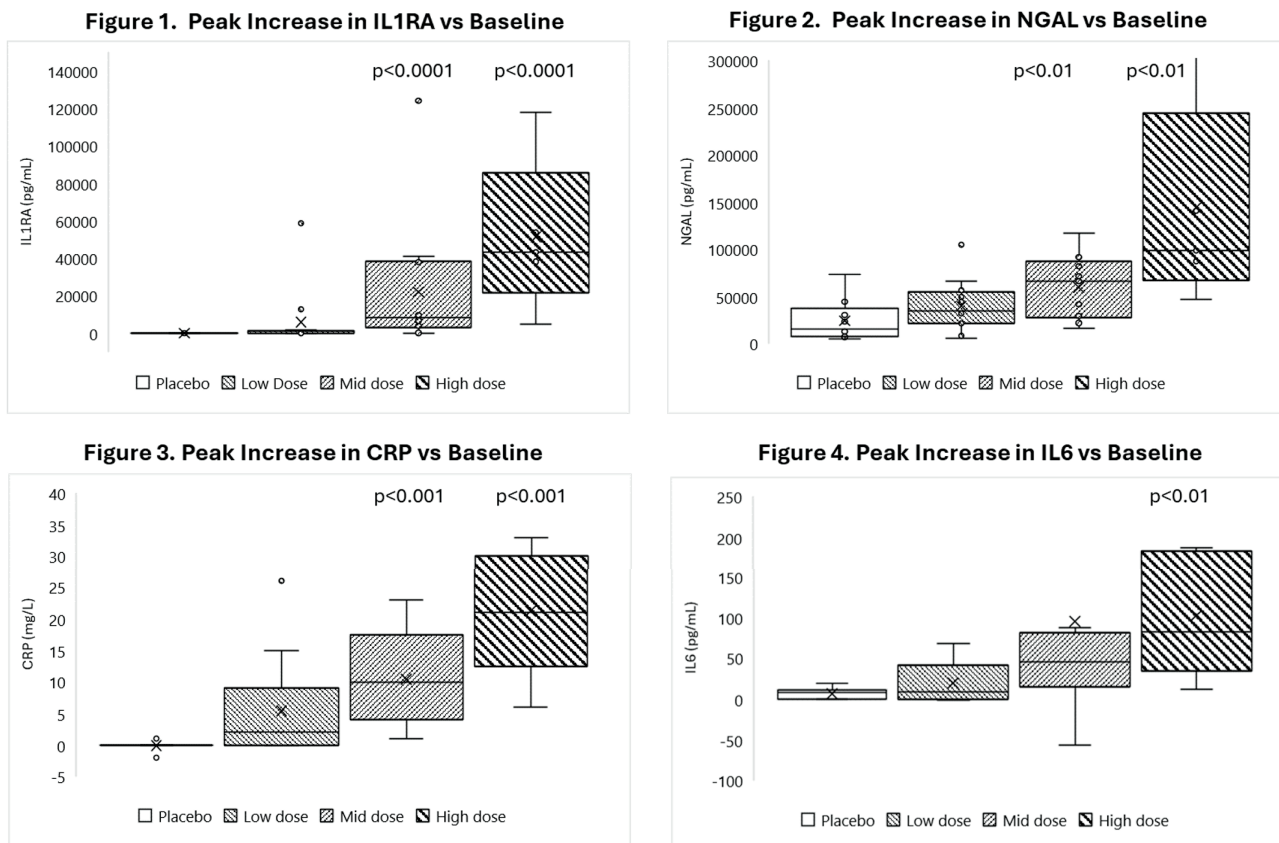 Figure 1.  Peak Increase in IL1RA vs Baseline
p<0.0001
p<0.0001
140000
120000
100000
80000
60000
40000
20000
0
IL1RA (pg/mL)
Placebo
Low Dose
Mid dose
High dose
Figure 2.  Peak Increase in NGAL vs Baseline
p<0.01
p<0.01
300000
250000
200000
150000
100000
50000
0
NGAL (pg/mL)
Placebo
Low dose
Mid dose
High dose
Figure 3. Peak Increase in CRP vs Baseline
p<0.001
p<0.001
40
35
30
25
20
15
10
5
0
-5
CRP (mg/L)
Placebo
Low dose
Mid dose
High dose
Figure 4. Peak Increase in IL6 vs Baseline
p<0.01
250
200
150
100
50
0
-50
-100
IL6 (pg/mL)
Placebo
Low dose
Mid dose
High dose